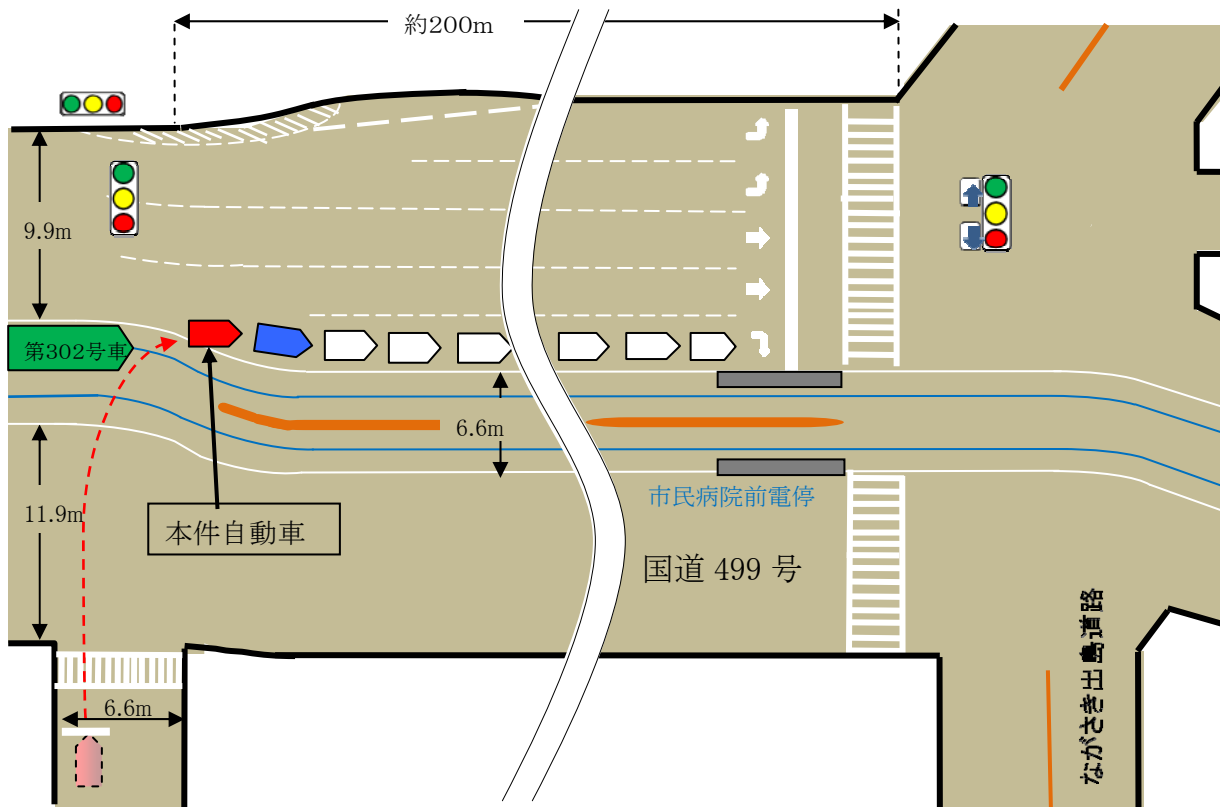 約200m
9.9m
第302号車
6.6m
市民病院前電停
11.9m
本件自動車
国道 499 号
6.6m
ながさき出島道路